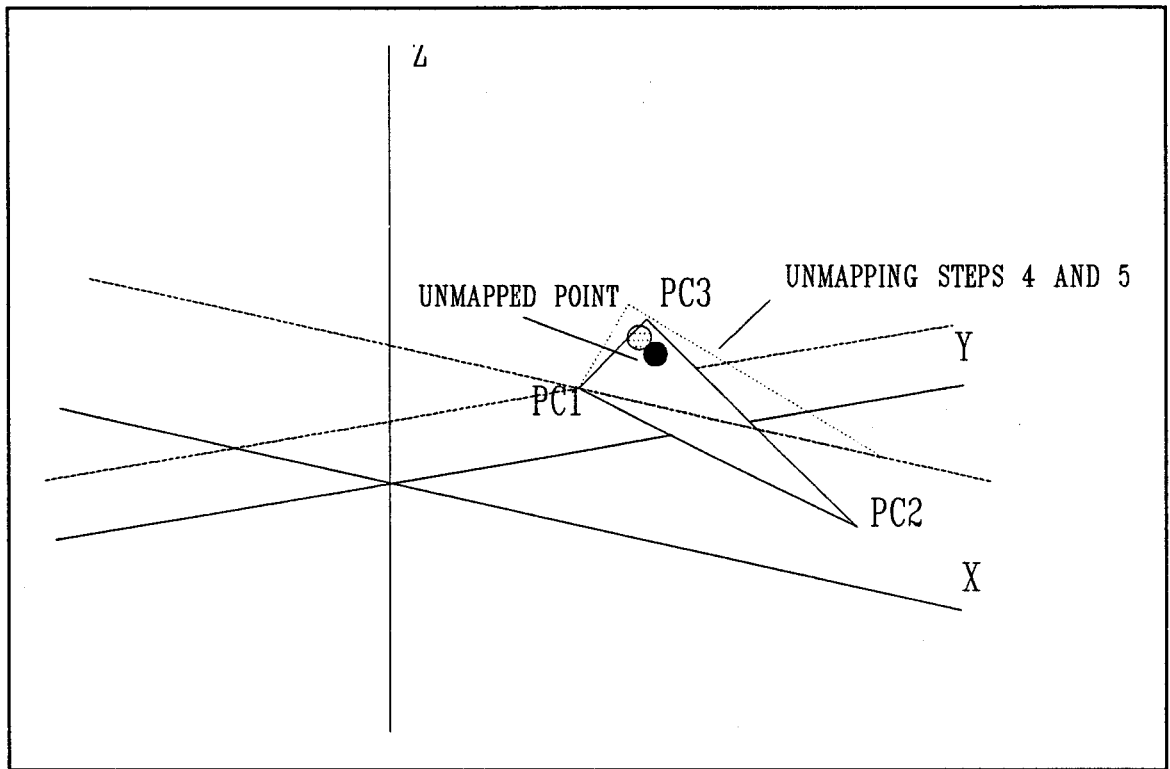 Z
UNMAPPING STEPS 4 AND 5
UNMAPPED POINT
PC3
Y
PC1
PC2
X